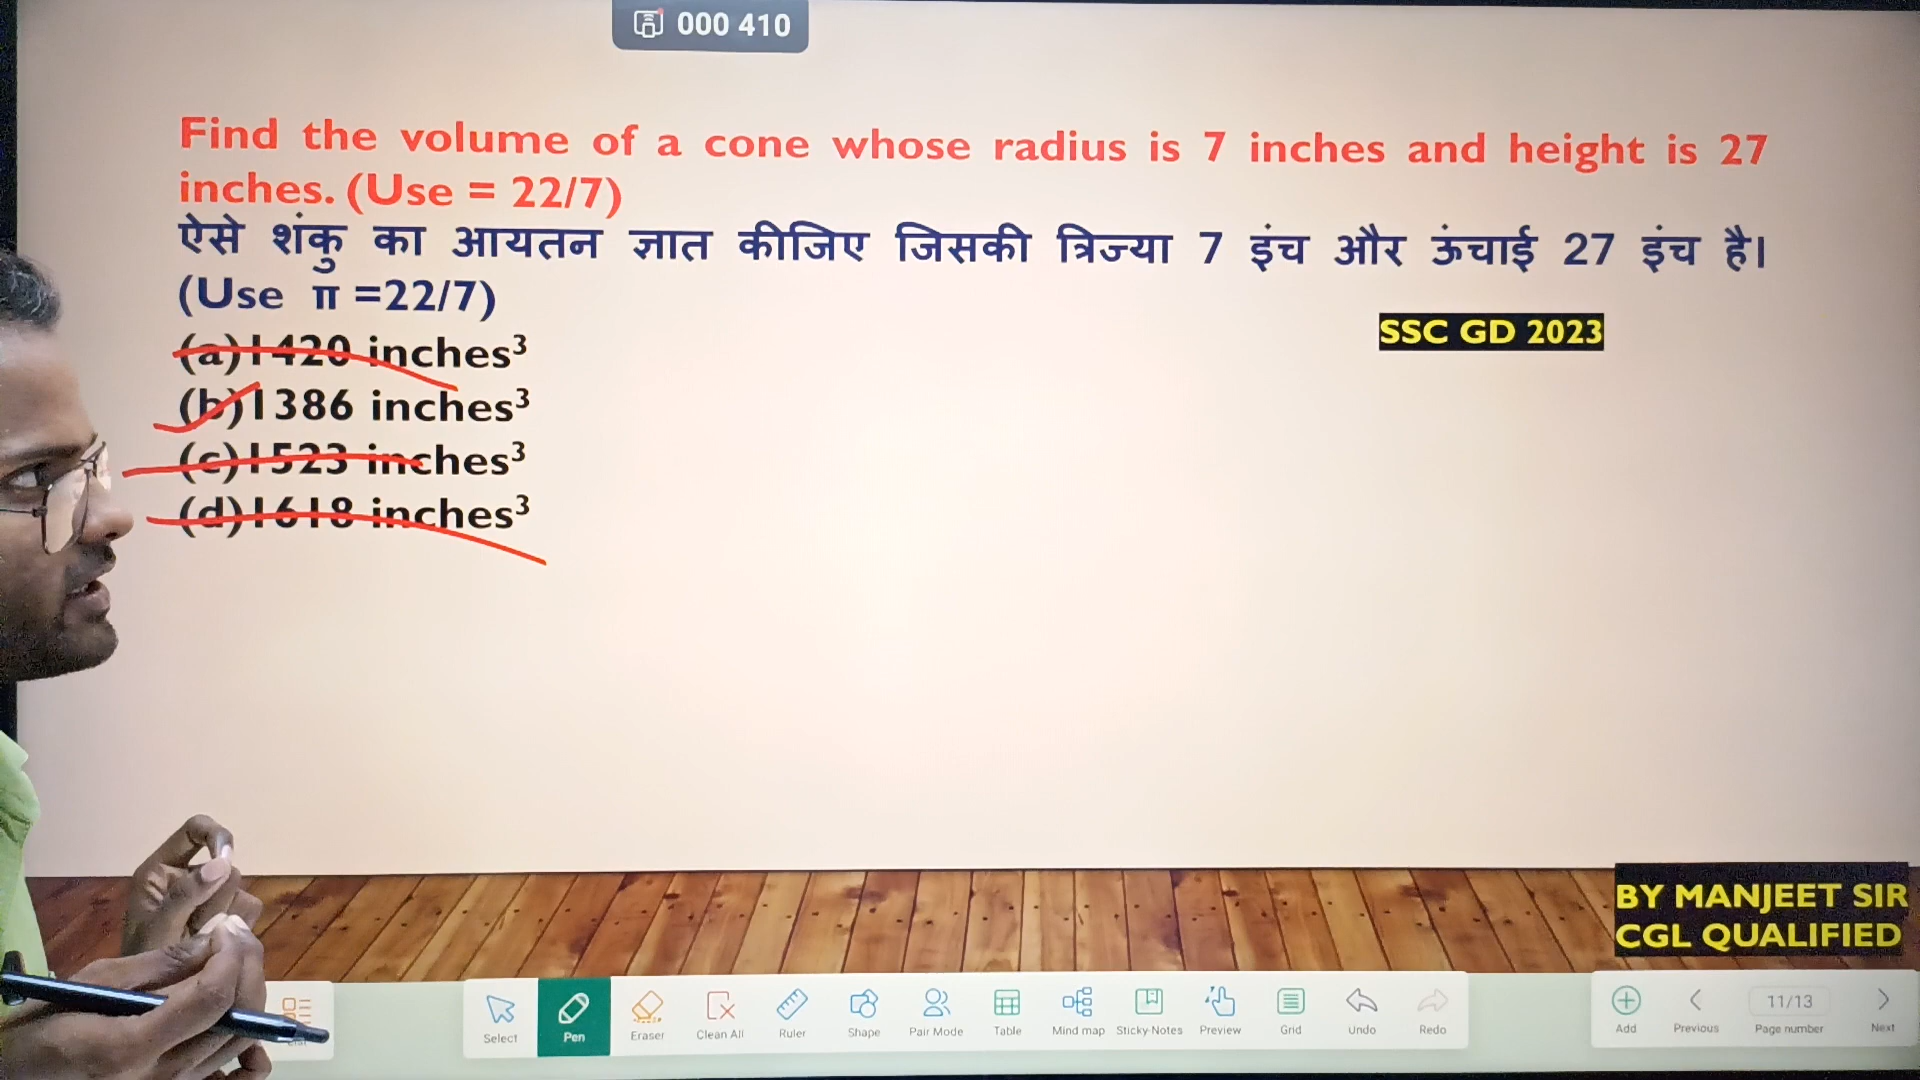 000 410
Find the volume of a cone whose radius is 7 inches and height is 27
inches. (Use = 22/7)
ऐसे शंकु का आयतन ज्ञात कीजिए जिसकी त्रिज्या 7 इंच और ऊंचाई 27 इंच है।
(Use π =22/7)
SSC GD 2023
(a)1420 inches³
(b)1386 inches³
(c)1523 inches³
(d)1618 inches³
BY MANJEET SIR
CGL QUALIFIED
Select Pen Eraser Clean All Ruler Shape Pair Mode Table Mind map Sticky Notes Preview Grid Undo Redo
Add Previous 11/13 Page number Next